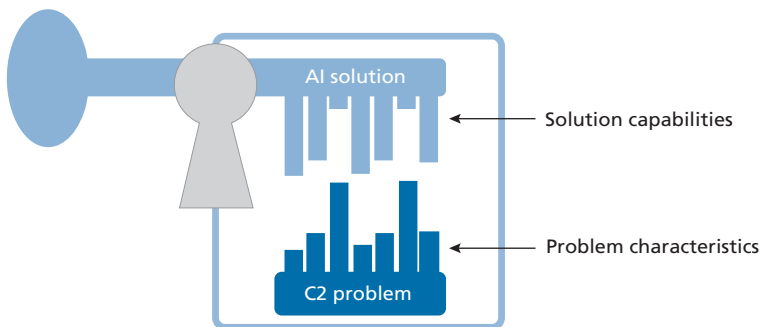 AI solution
Solution capabilities
Problem characteristics
C2 problem